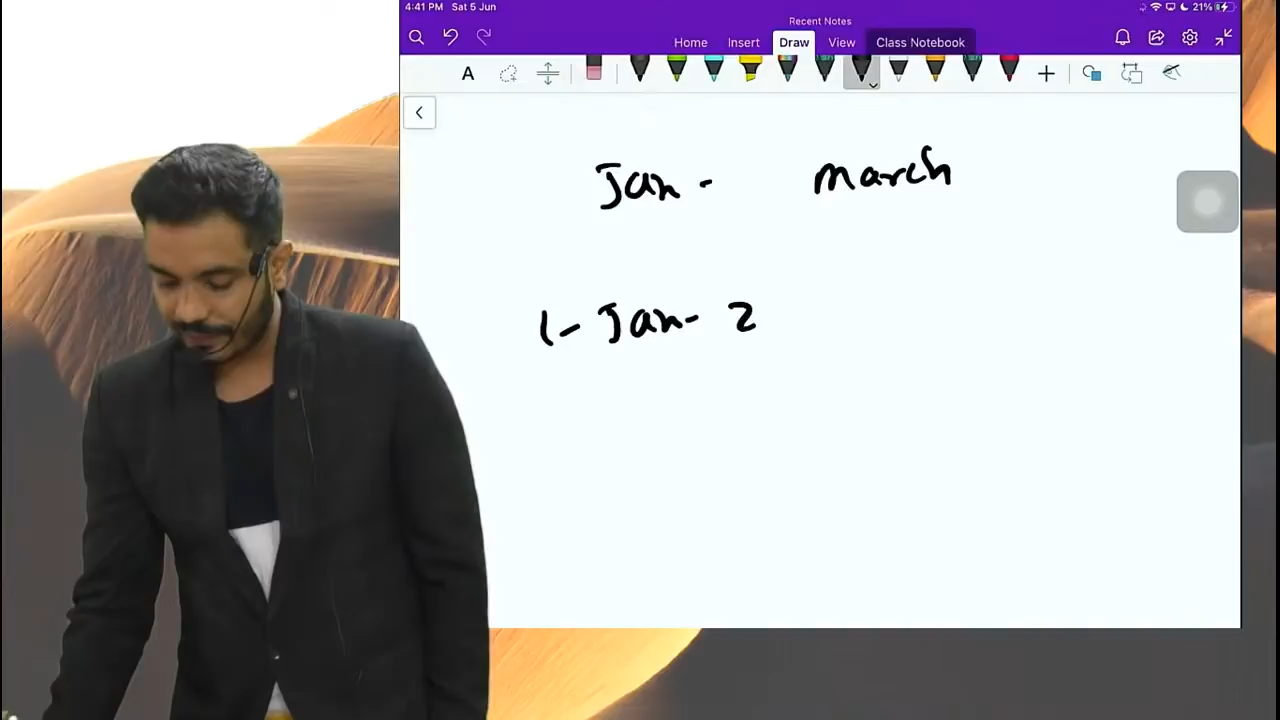 4:41 PM Sat 5 Jun 21%
Recent Notes
Home Insert Draw View Class Notebook
A
Jan - March
1 - Jan - 2